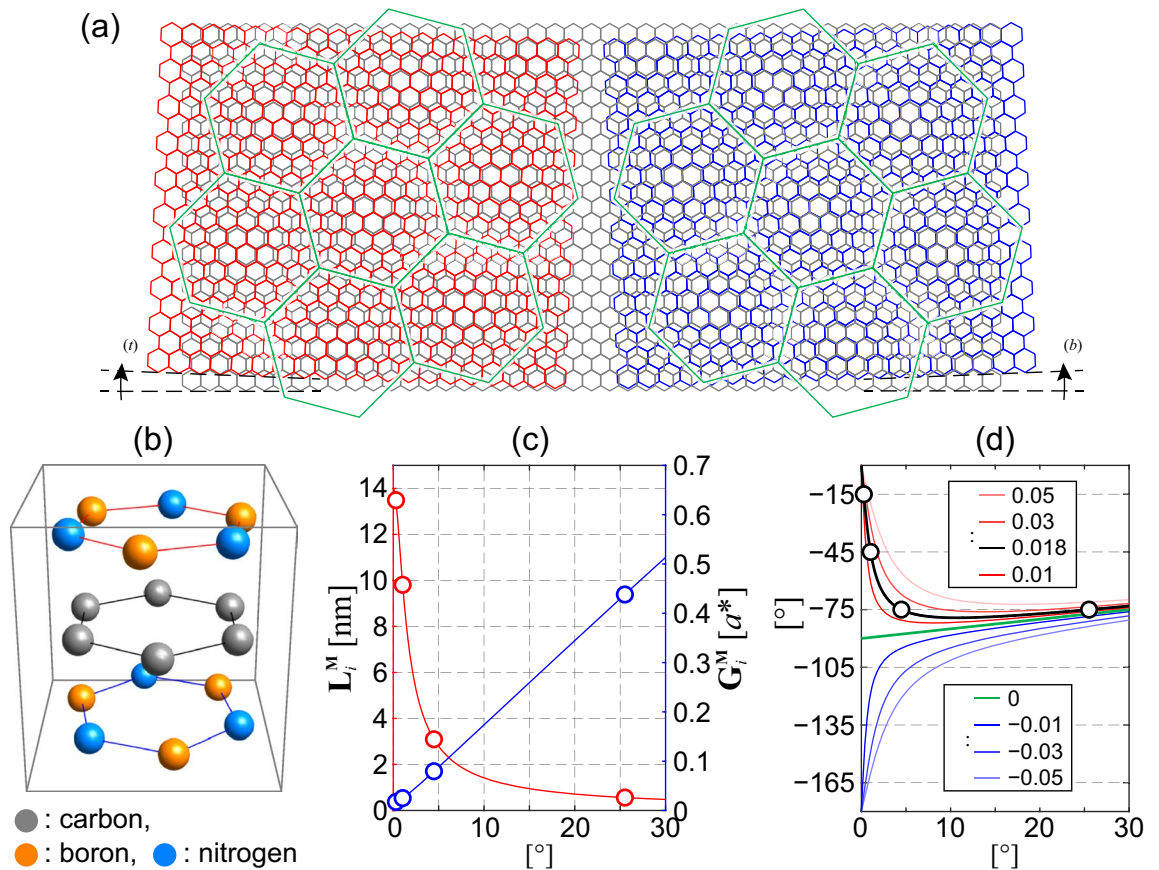 (a)
(t)
(b)
(b)
(c)
(d)
: carbon,
: boron, : nitrogen
14
12
10
8
6
4
2
0
L_i^M [nm]
0 10 20 30
[°]
0.7
0.6
0.5
0.4
0.3
0.2
0.1
0
G_i^M [a*]
[°]
−15
−45
−75
−105
−135
−165
0.05
0.03
:
0.018
0.01
0
−0.01
:
−0.03
−0.05
0 10 20 30
[°]